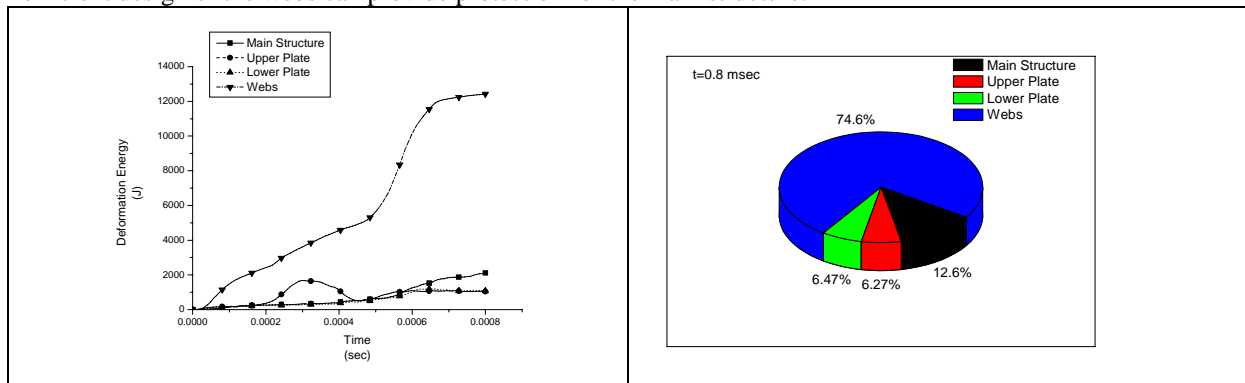 Main Structure
Upper Plate
Lower Plate
Webs
14000
12000
10000
8000
6000
4000
2000
0
Deformation Energy
(J)
0.0000 0.0002 0.0004 0.0006 0.0008
Time
(sec)
t=0.8 msec
Main Structure
Upper Plate
Lower Plate
Webs
74.6%
12.6%
6.47% 6.27%